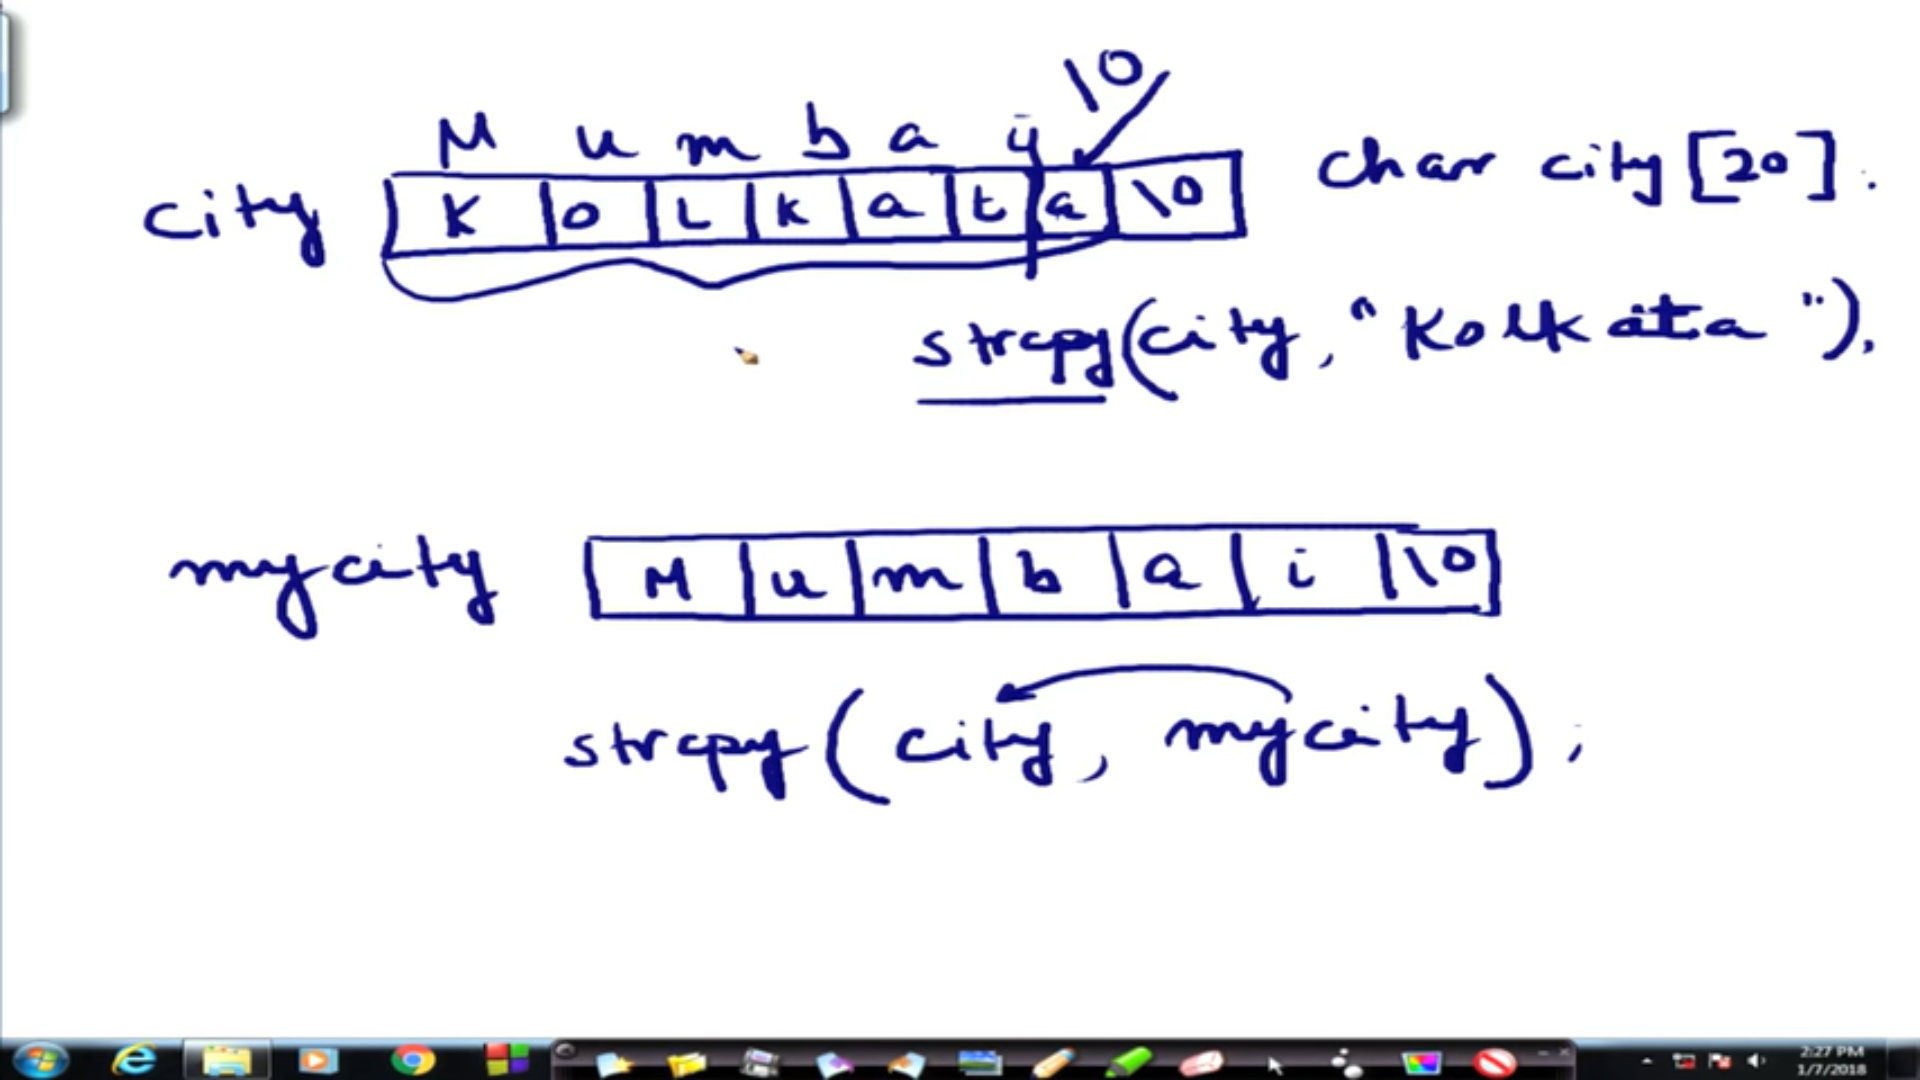 \0
M u m b a i
city K o L k a t a \0 char city [20].
strcpy(city, "Kolkata");
mycity M u m b a i \0
strcpy(city, mycity);
2:27 PM
1/7/2018